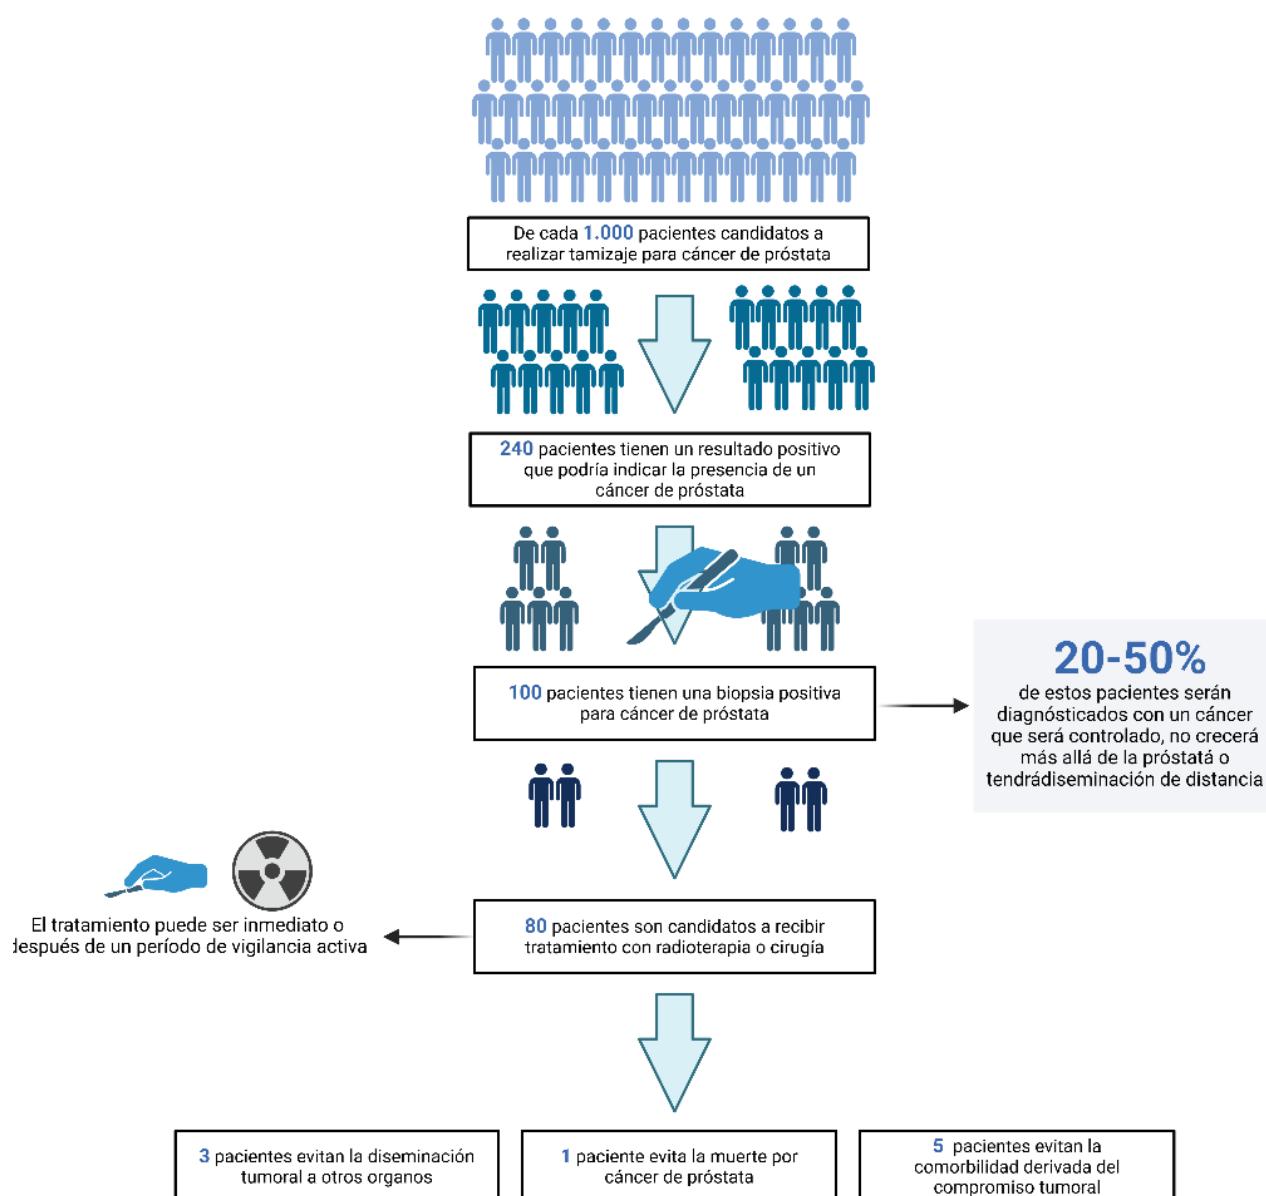 De cada 1.000 pacientes candidatos a
realizar tamizaje para cáncer de próstata
240 pacientes tienen un resultado positivo
que podría indicar la presencia de un
cáncer de próstata
100 pacientes tienen una biopsia positiva
para cáncer de próstata
20-50%
de estos pacientes serán
diagnósticados con un cáncer
que será controlado, no crecerá
más allá de la próstatá o
tendrádiseminación de distancia
El tratamiento puede ser inmediato o
después de un período de vigilancia activa
80 pacientes son candidatos a recibir
tratamiento con radioterapia o cirugía
3 pacientes evitan la diseminación
tumoral a otros organos
1 paciente evita la muerte por
cáncer de próstata
5 pacientes evitan la
comorbilidad derivada del
compromiso tumoral